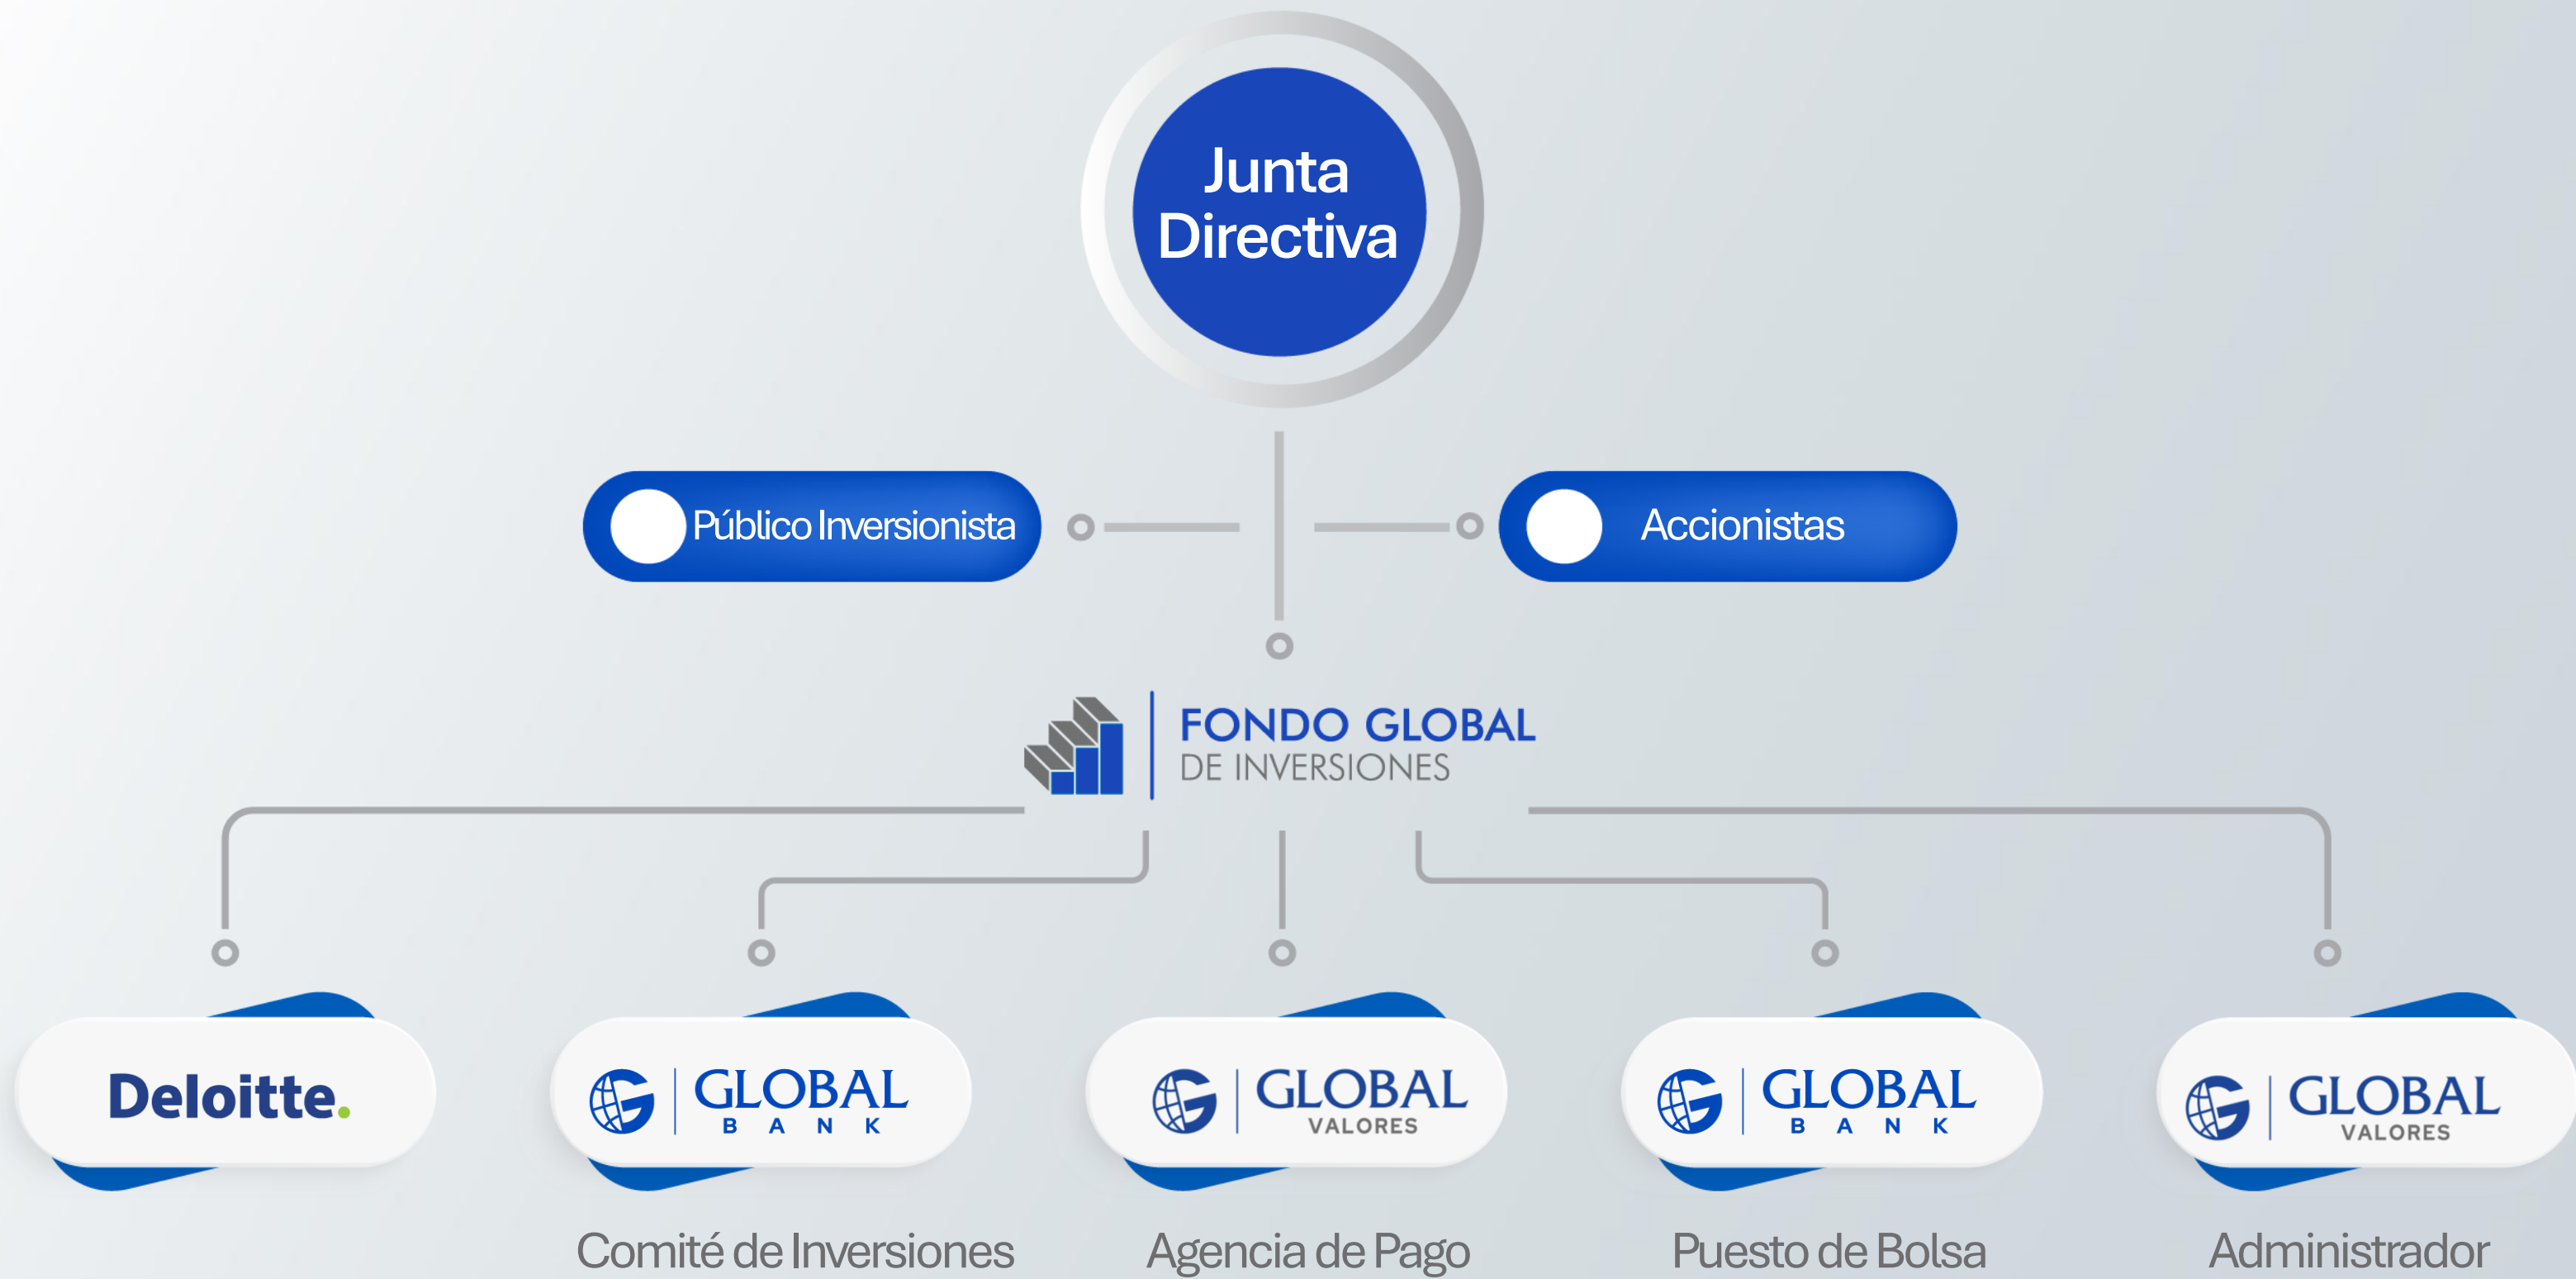 Junta
Directiva
Público Inversionista
Accionistas
FONDO GLOBAL
DE INVERSIONES
Deloitte.
GLOBAL
BANK
GLOBAL
VALORES
GLOBAL
BANK
GLOBAL
VALORES
Comité de Inversiones
Agencia de Pago
Puesto de Bolsa
Administrador